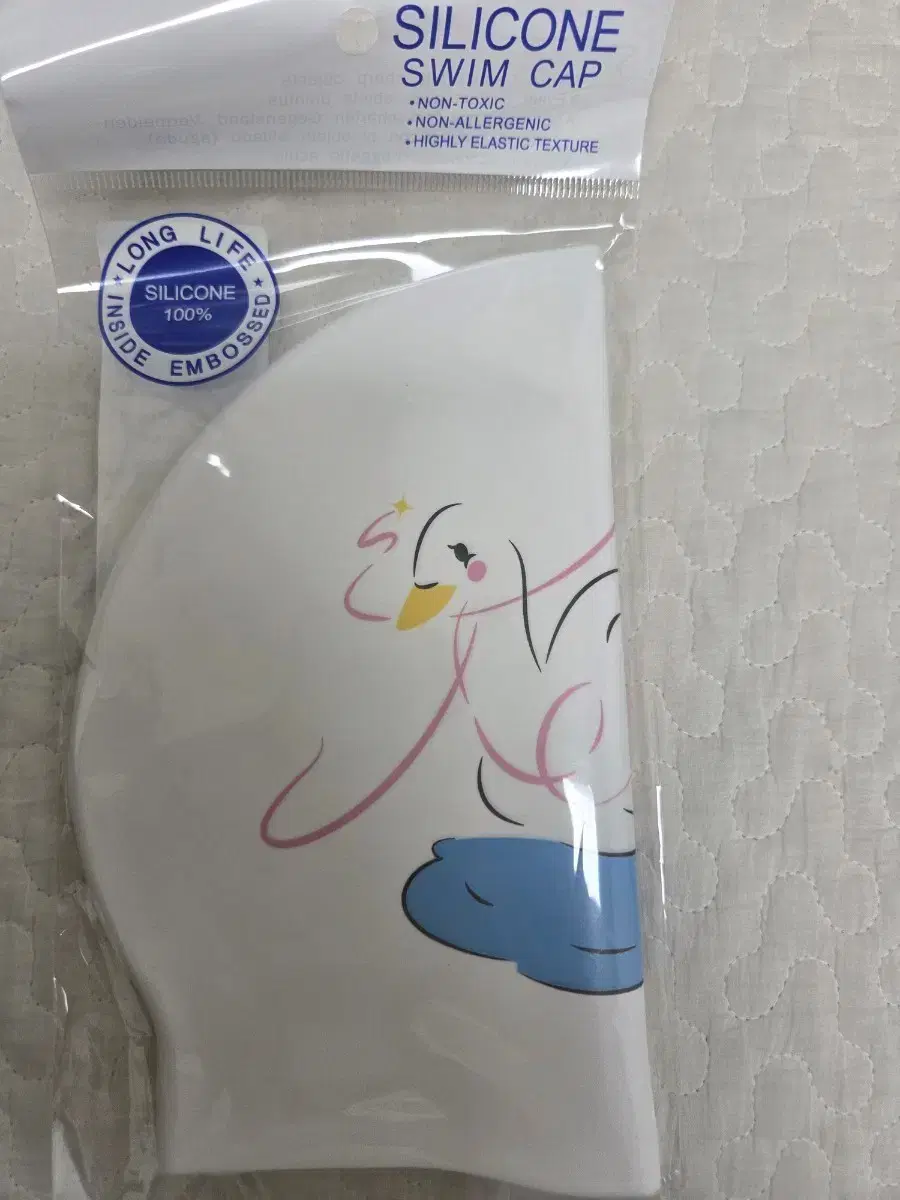 SILICONE
SWIM CAP
•NON-TOXIC
•NON-ALLERGENIC
•HIGHLY ELASTIC TEXTURE
★ LONG LIFE ★
SILICONE
100%
INSIDE EMBOSSED